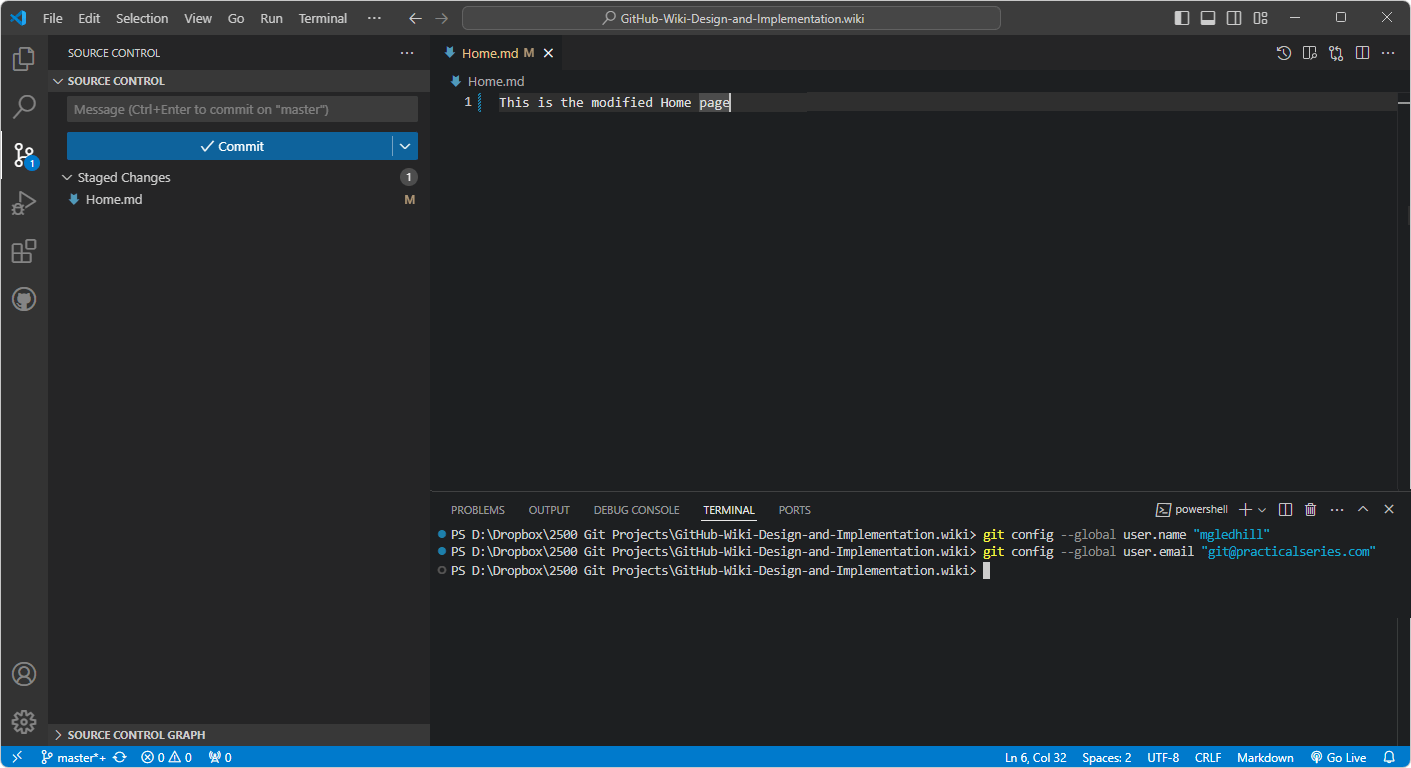 File Edit Selection View Go Run Terminal ··· GitHub-Wiki-Design-and-Implementation.wiki
SOURCE CONTROL ···
SOURCE CONTROL
Message (Ctrl+Enter to commit on "master")
Commit
Staged Changes 1
Home.md M
1
SOURCE CONTROL GRAPH
Home.md M
Home.md
1 This is the modified Home page
PROBLEMS OUTPUT DEBUG CONSOLE TERMINAL PORTS powershell
PS D:\Dropbox\2500 Git Projects\GitHub-Wiki-Design-and-Implementation.wiki> git config --global user.name "mgledhill"
PS D:\Dropbox\2500 Git Projects\GitHub-Wiki-Design-and-Implementation.wiki> git config --global user.email "git@practicalseries.com"
PS D:\Dropbox\2500 Git Projects\GitHub-Wiki-Design-and-Implementation.wiki>
master*+ 0 0 0 Ln 6, Col 32 Spaces: 2 UTF-8 CRLF Markdown Go Live